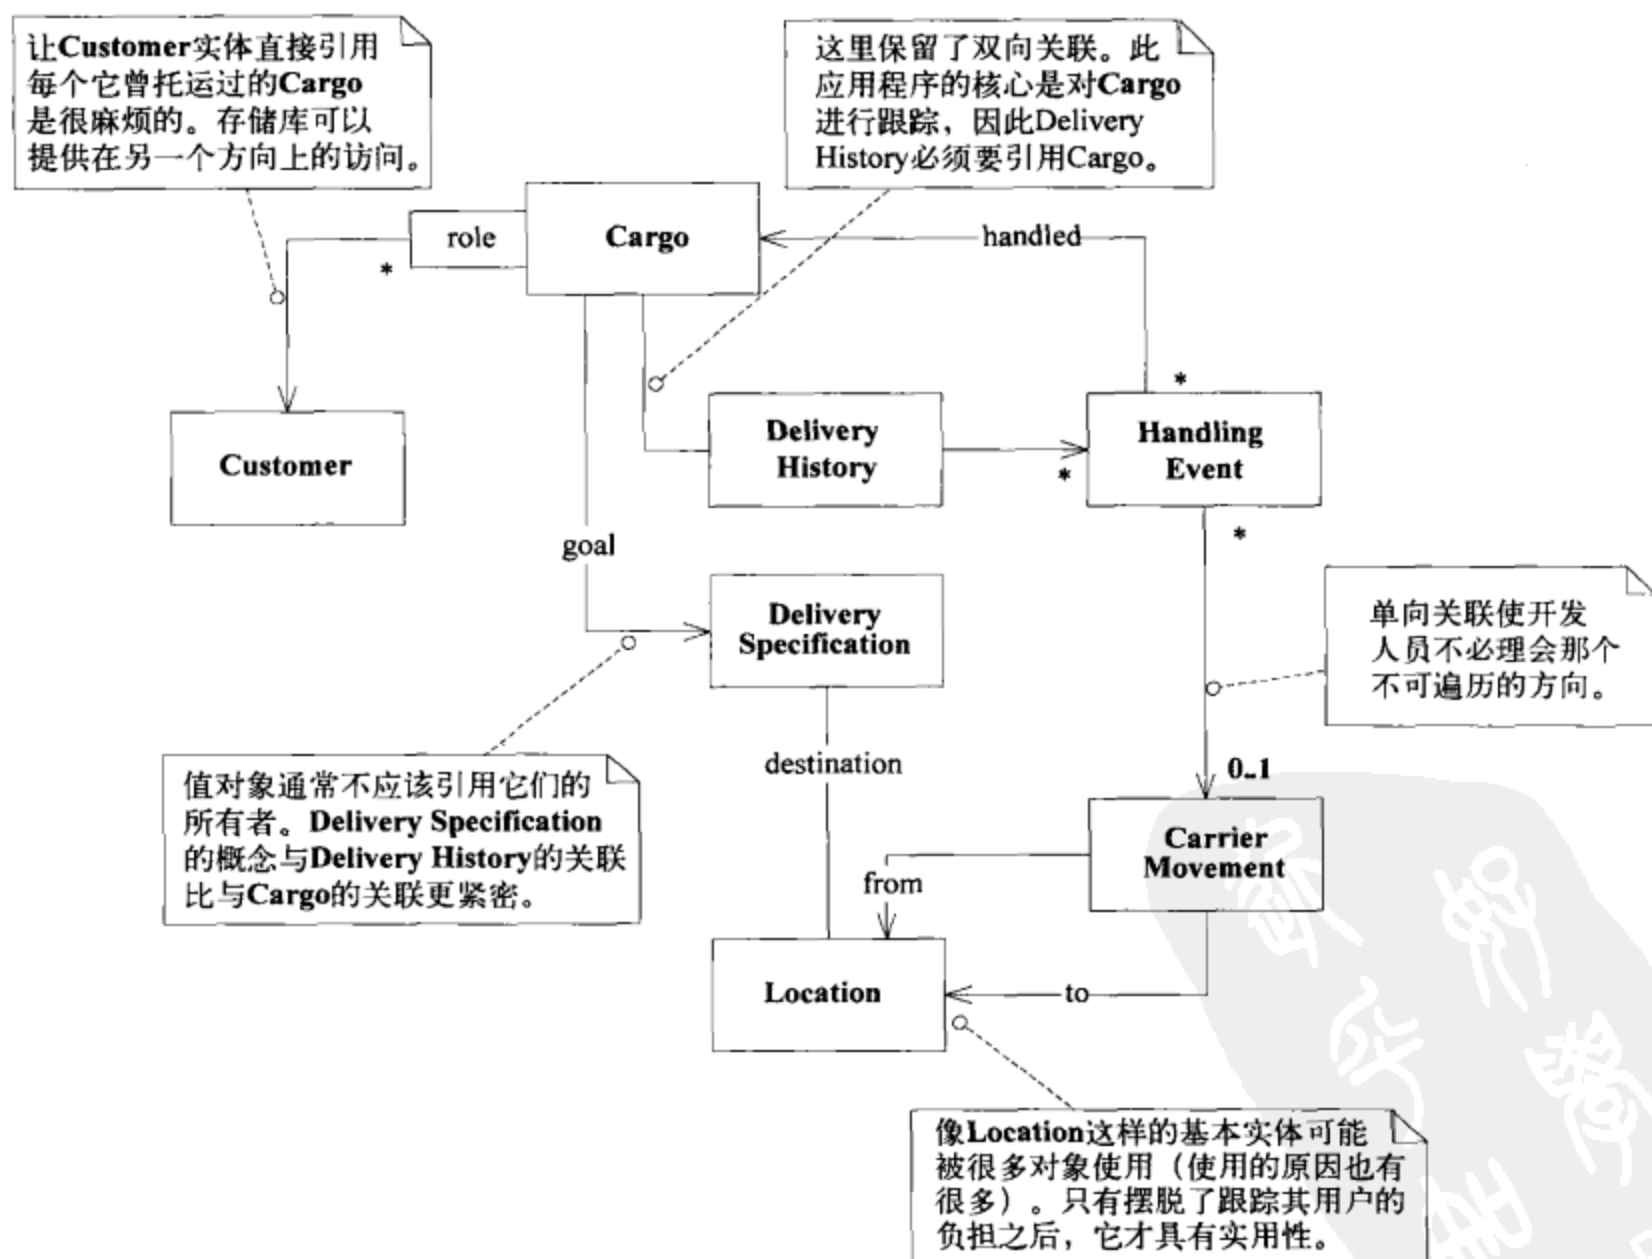 让Customer实体直接引用
每个它曾托运过的Cargo
是很麻烦的。存储库可以
提供在另一个方向上的访问。
这里保留了双向关联。此
应用程序的核心是对Cargo
进行跟踪，因此Delivery
History必须要引用Cargo。
role
Cargo
handled
*
*
Customer
Delivery
History
*
Handling
Event
*
goal
Delivery
Specification
单向关联使开发
人员不必理会那个
不可遍历的方向。
destination
0..1
值对象通常不应该引用它们的
所有者。Delivery Specification
的概念与Delivery History的关联
比与Cargo的关联更紧密。
Carrier
Movement
from
Location
to
像Location这样的基本实体可能
被很多对象使用（使用的原因也有
很多）。只有摆脱了跟踪其用户的
负担之后，它才具有实用性。